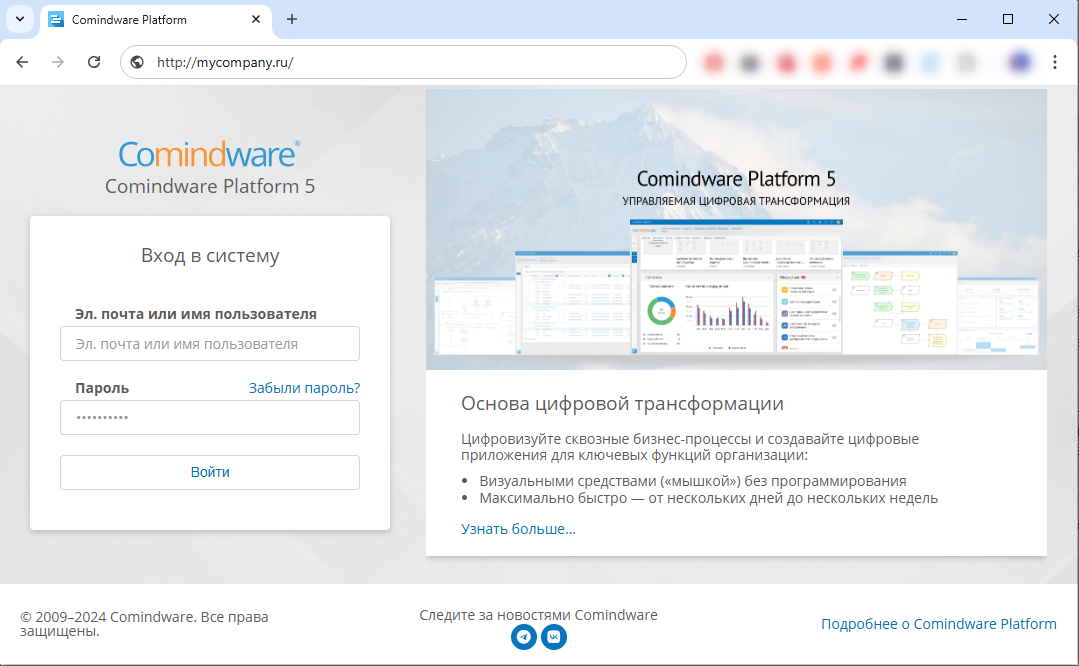 Comindware Platform
http://mycompany.ru/
Comindware®
Comindware Platform 5
Вход в систему
Эл. почта или имя пользователя
Эл. почта или имя пользователя
Пароль
Забыли пароль?
Войти
Comindware Platform 5
УПРАВЛЯЕМАЯ ЦИФРОВАЯ ТРАНСФОРМАЦИЯ
Основа цифровой трансформации
Цифровизуйте сквозные бизнес-процессы и создавайте цифровые
приложения для ключевых функций организации:
Визуальными средствами («мышкой») без программирования
Максимально быстро — от нескольких дней до нескольких недель
Узнать больше...
© 2009–2024 Comindware. Все права
защищены.
Следите за новостями Comindware
Подробнее о Comindware Platform